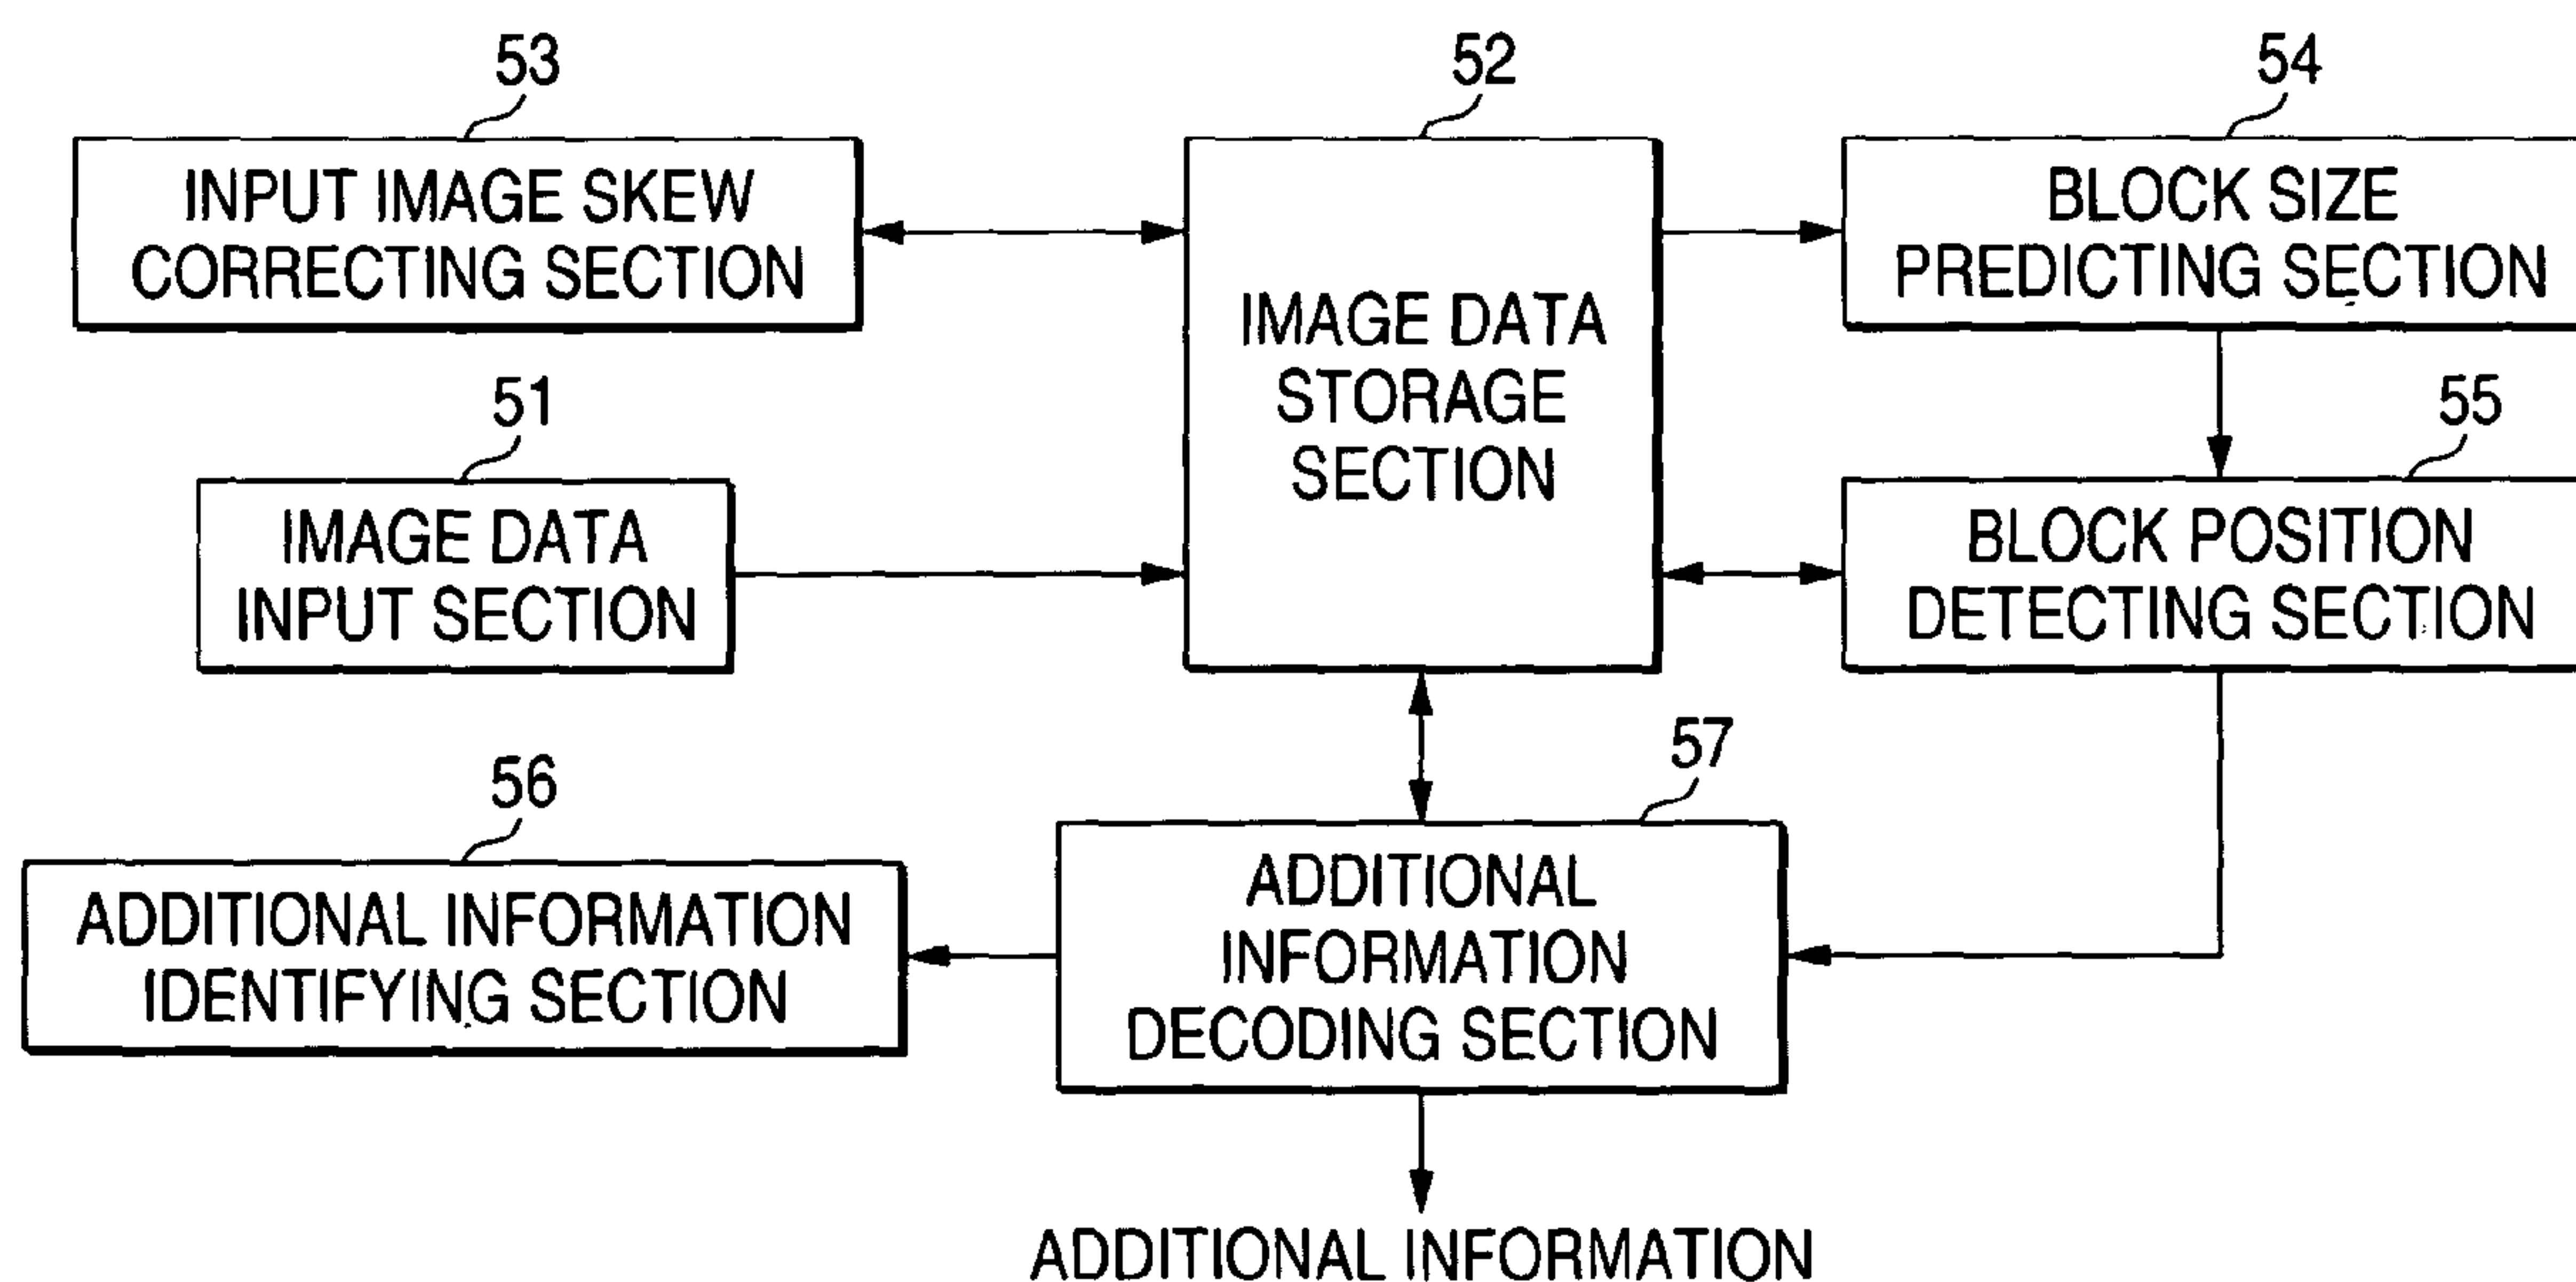 53
INPUT IMAGE SKEW
CORRECTING SECTION
52
IMAGE DATA
STORAGE
SECTION
54
BLOCK SIZE
PREDICTING SECTION
51
IMAGE DATA
INPUT SECTION
55
BLOCK POSITION
DETECTING SECTION
56
ADDITIONAL INFORMATION
IDENTIFYING SECTION
57
ADDITIONAL
INFORMATION
DECODING SECTION
ADDITIONAL INFORMATION